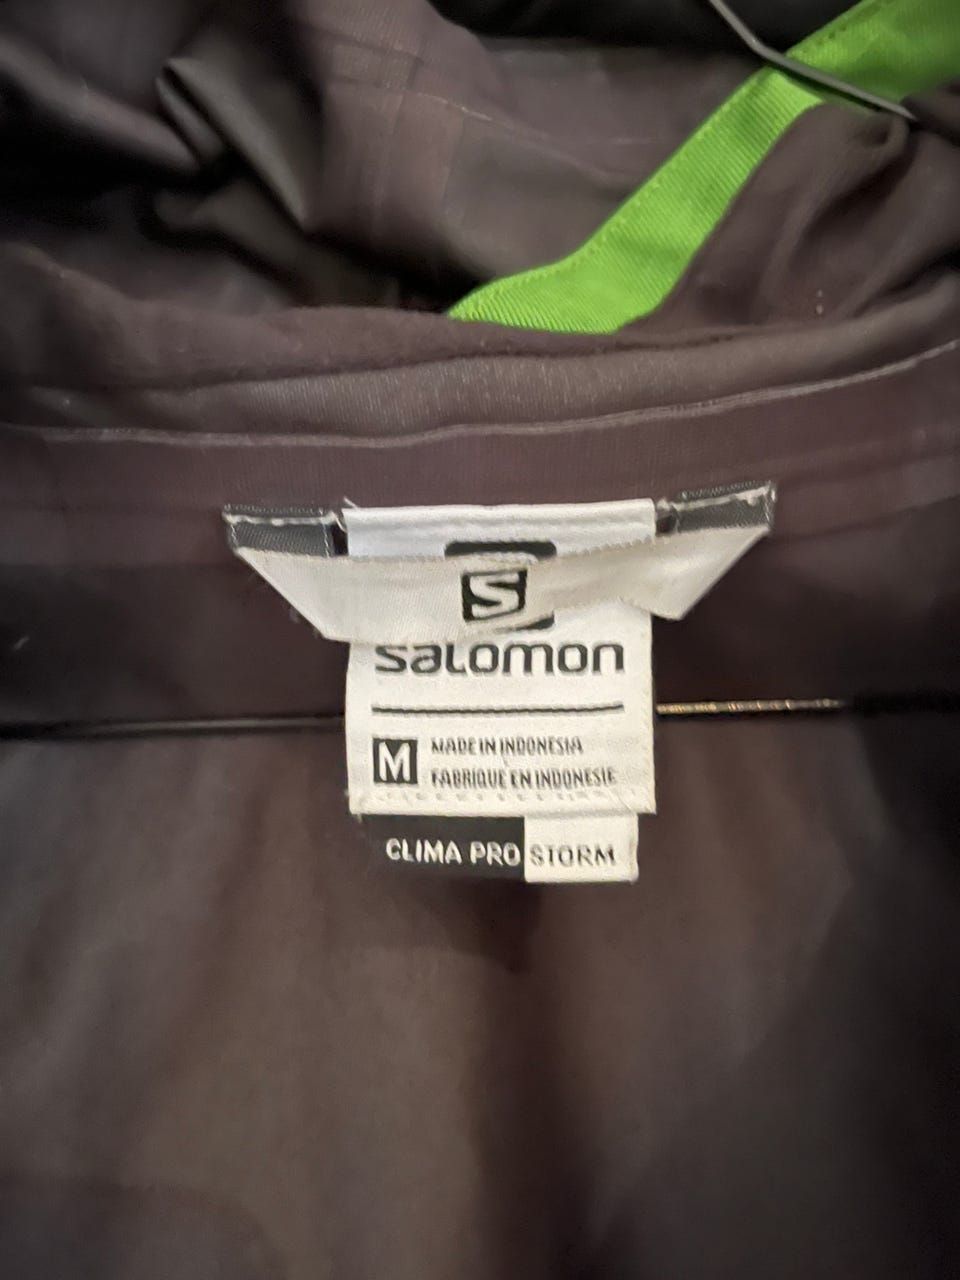 S
salomon
M MADE IN INDONESIA
FABRIQUE EN INDONESIE
CLIMA PRO STORM